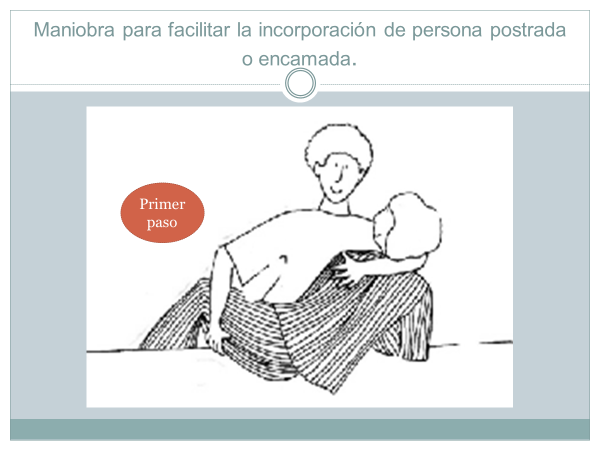 Maniobra para facilitar la incorporación de persona postrada
o encamada.
Primer
paso